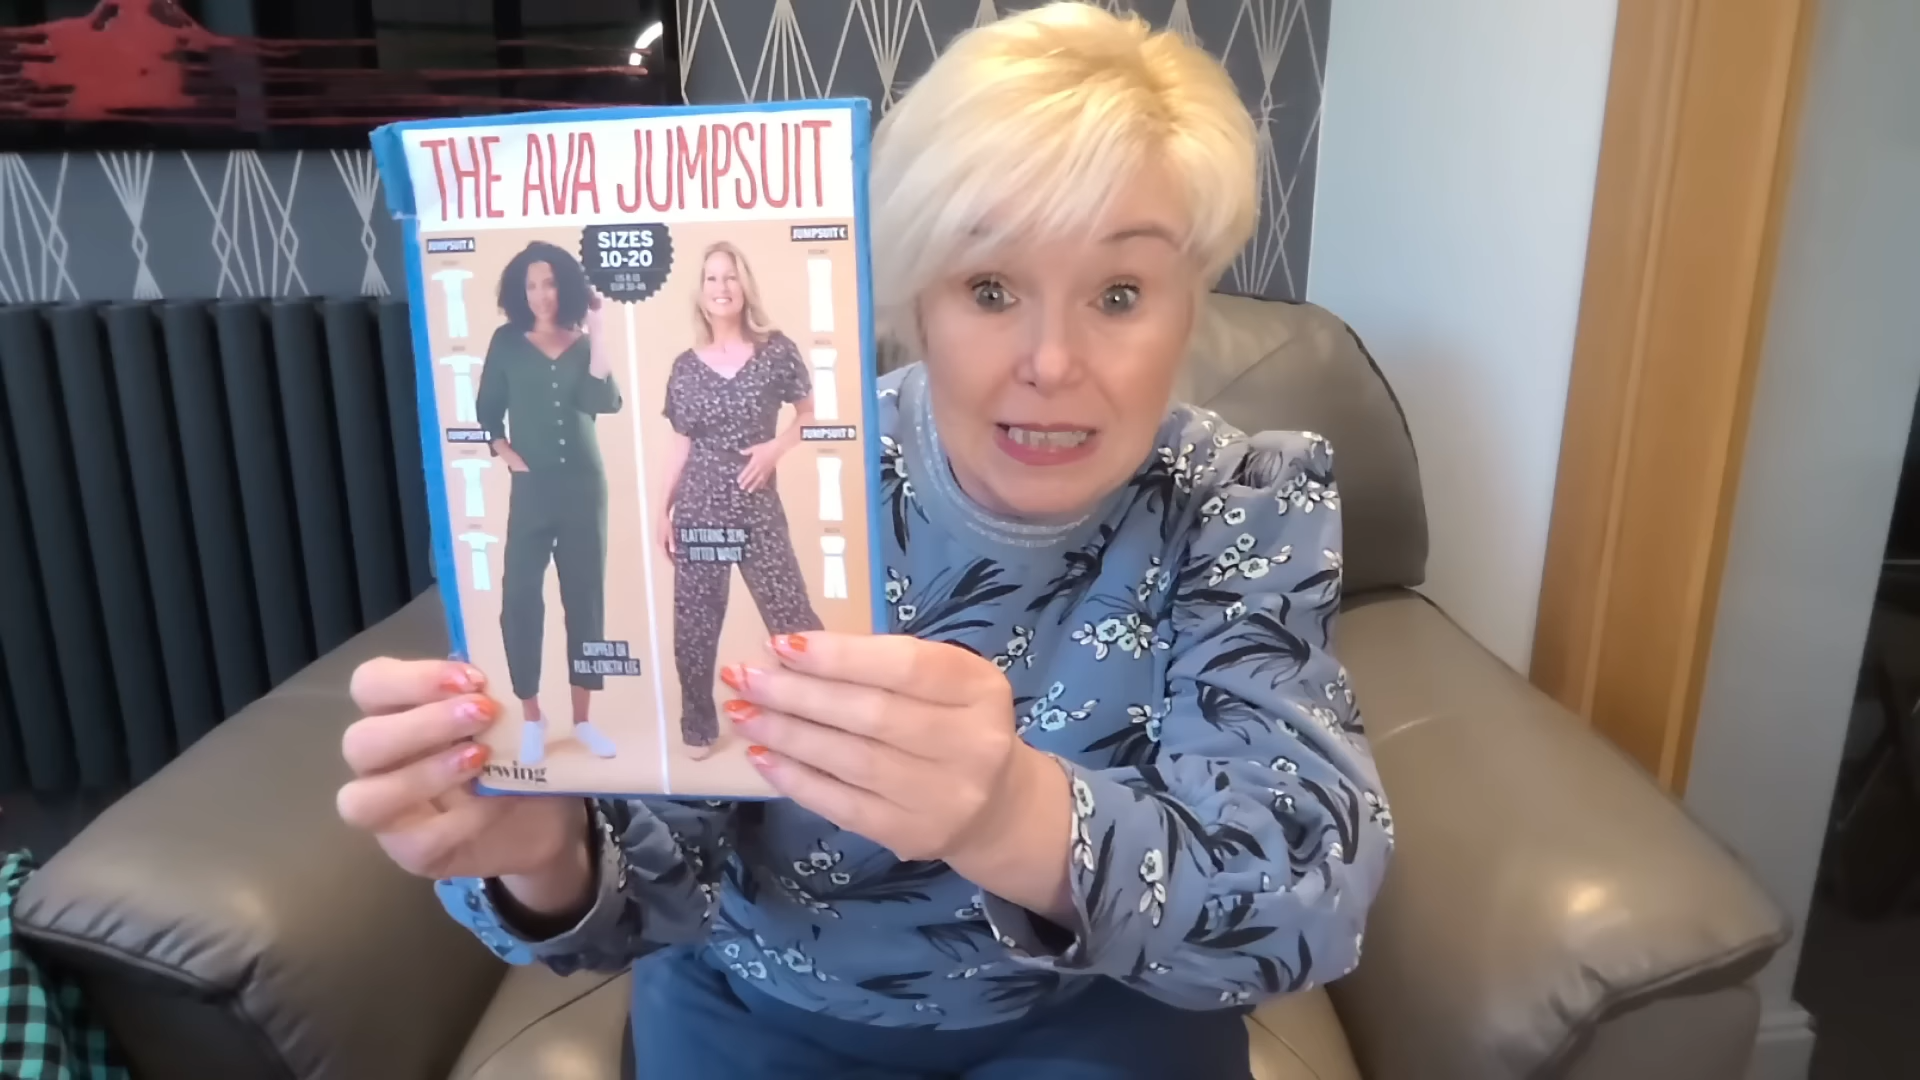 THE AVA JUMPSUIT
JUMPSUIT A
SIZES
10-20
JUMPSUIT C
JUMPSUIT B
JUMPSUIT D
FLATTERING SEMI-
FITTED WAIST
CROPPED OR
FULL-LENGTH LEG